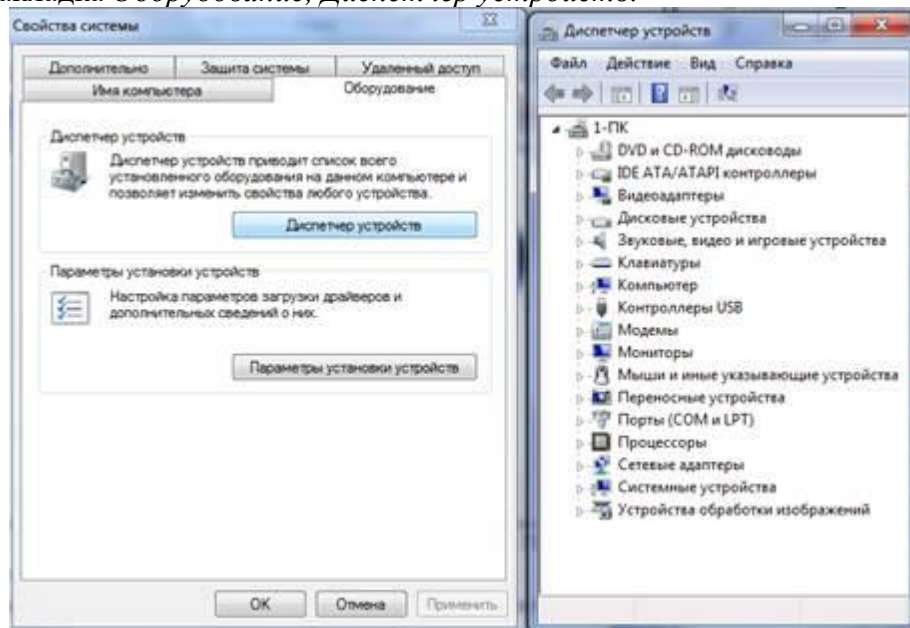 Оборудование, Диспетчер устройств.
Свойства системы
Дополнительно Защита системы Удаленный доступ
Имя компьютера Оборудование
Диспетчер устройств
Диспетчер устройств приводит список всего
установленного оборудования на данном компьютере и
позволяет изменить свойства любого устройства.
Диспетчер устройств
Параметры установки устройств
Настройка параметров загрузки драйверов и
дополнительных сведений о них.
Параметры установки устройств
ОК Отмена Применить
Диспетчер устройств
Файл Действие Вид Справка
1-ПК
DVD и CD-ROM дисководы
IDE ATA/ATAPI контроллеры
Видеоадаптеры
Дисковые устройства
Звуковые, видео и игровые устройства
Клавиатуры
Компьютер
Контроллеры USB
Модемы
Мониторы
Мыши и иные указывающие устройства
Переносные устройства
Порты (COM и LPT)
Процессоры
Сетевые адаптеры
Системные устройства
Устройства обработки изображений